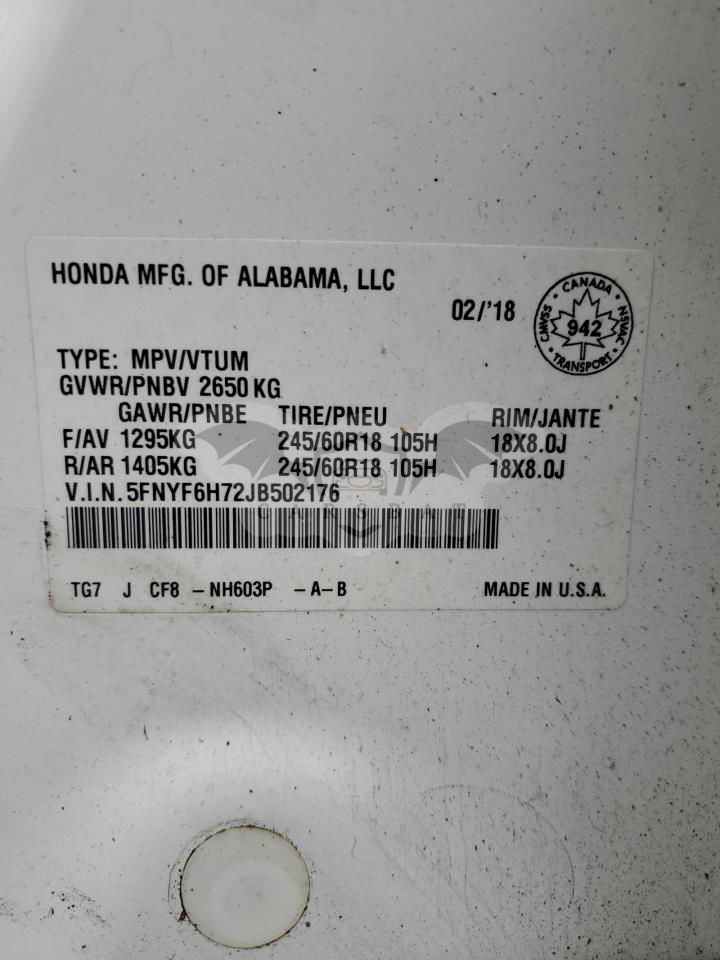 HONDA MFG. OF ALABAMA, LLC
02/'18
CANADA
CMVSS
942
NSVAC
TRANSPORT
TYPE: MPV/VTUM
GVWR/PNBV 2650 KG
GAWR/PNBE TIRE/PNEU RIM/JANTE
F/AV 1295KG 245/60R18 105H 18X8.0J
R/AR 1405KG 245/60R18 105H 18X8.0J
V.I.N. 5FNYF6H72JB502176
CARSBAT
TG7 J CF8 -NH603P -A-B MADE IN U.S.A.